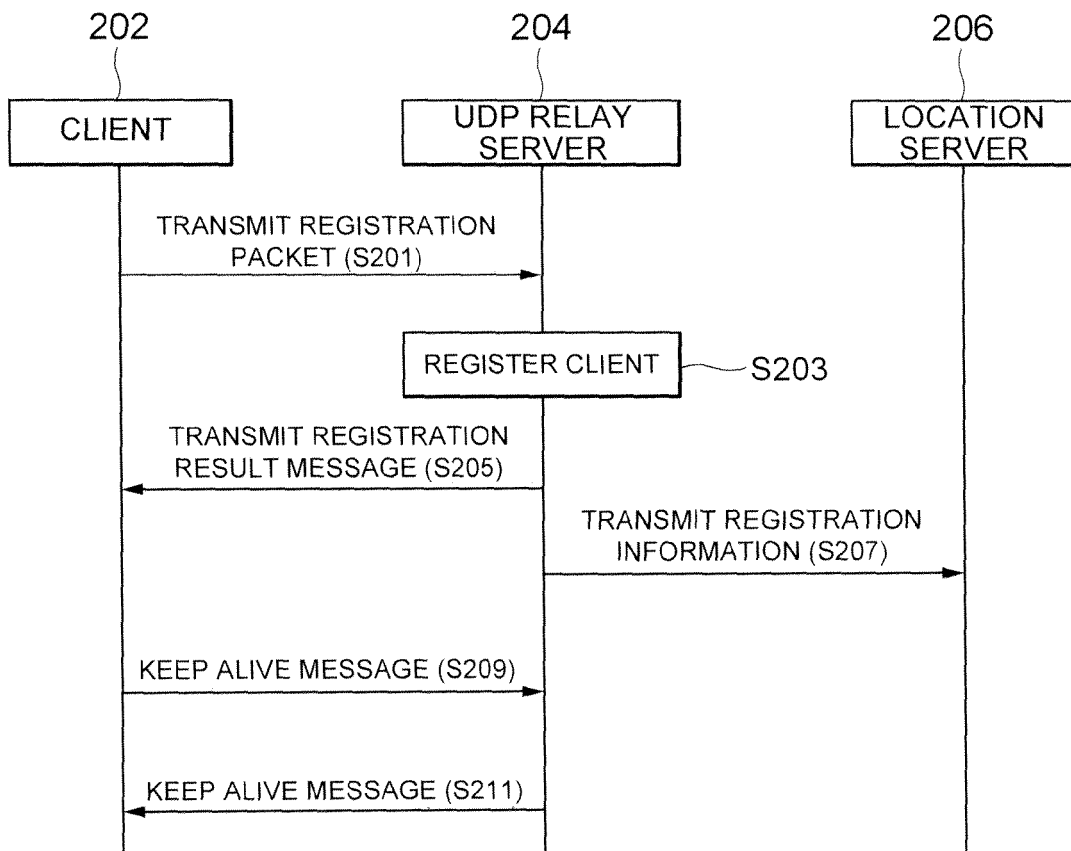 202
204
206
CLIENT
UDP RELAY
SERVER
LOCATION
SERVER
TRANSMIT REGISTRATION
PACKET (S201)
REGISTER CLIENT
S203
TRANSMIT REGISTRATION
RESULT MESSAGE (S205)
TRANSMIT REGISTRATION
INFORMATION (S207)
KEEP ALIVE MESSAGE (S209)
KEEP ALIVE MESSAGE (S211)